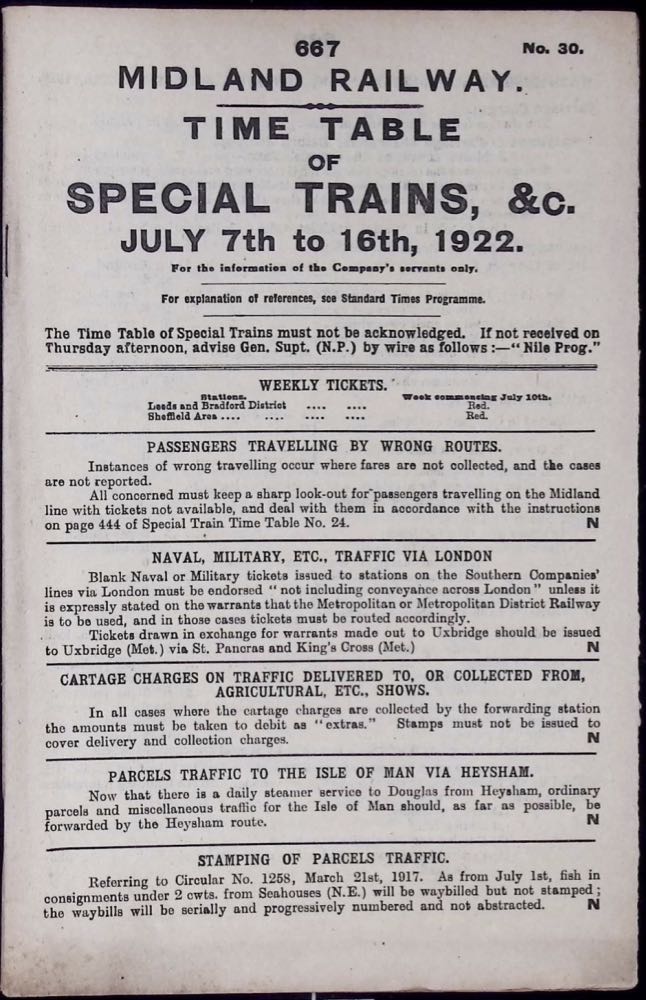 667 No. 30.
MIDLAND RAILWAY.
TIME TABLE
OF
SPECIAL TRAINS, &c.
JULY 7th to 16th, 1922.
For the information of the Company's servants only.
For explanation of references, see Standard Times Programme.
The Time Table of Special Trains must not be acknowledged. If not received on
Thursday afternoon, advise Gen. Supt. (N.P.) by wire as follows :—"Nile Prog."
WEEKLY TICKETS.
Stations. Week commencing July 10th.
Leeds and Bradford District .... .... Red.
Sheffield Area .... .... .... .... Red.
PASSENGERS TRAVELLING BY WRONG ROUTES.
Instances of wrong travelling occur where fares are not collected, and the cases
are not reported.
All concerned must keep a sharp look-out for passengers travelling on the Midland
line with tickets not available, and deal with them in accordance with the instructions
on page 444 of Special Train Time Table No. 24. N
NAVAL, MILITARY, ETC., TRAFFIC VIA LONDON
Blank Naval or Military tickets issued to stations on the Southern Companies'
lines via London must be endorsed "not including conveyance across London" unless it
is expressly stated on the warrants that the Metropolitan or Metropolitan District Railway
is to be used, and in those cases tickets must be routed accordingly.
Tickets drawn in exchange for warrants made out to Uxbridge should be issued
to Uxbridge (Met.) via St. Pancras and King's Cross (Met.) N
CARTAGE CHARGES ON TRAFFIC DELIVERED TO, OR COLLECTED FROM,
AGRICULTURAL, ETC., SHOWS.
In all cases where the cartage charges are collected by the forwarding station
the amounts must be taken to debit as "extras." Stamps must not be issued to
cover delivery and collection charges. N
PARCELS TRAFFIC TO THE ISLE OF MAN VIA HEYSHAM.
Now that there is a daily steamer service to Douglas from Heysham, ordinary
parcels and miscellaneous traffic for the Isle of Man should, as far as possible, be
forwarded by the Heysham route. N
STAMPING OF PARCELS TRAFFIC.
Referring to Circular No. 1258, March 21st, 1917. As from July 1st, fish in
consignments under 2 cwts. from Seahouses (N.E.) will be waybilled but not stamped;
the waybills will be serially and progressively numbered and not abstracted. N